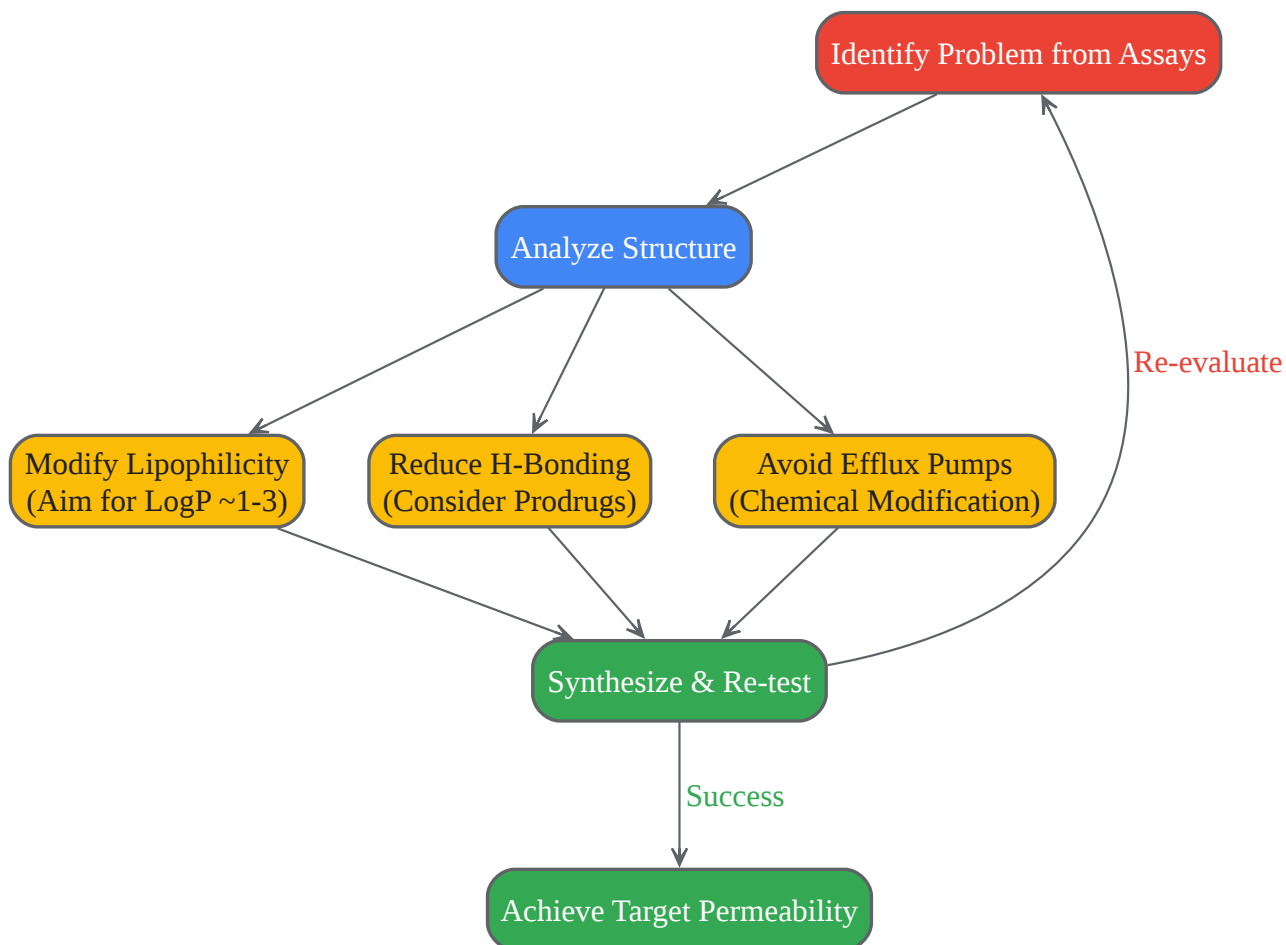 Identify Problem from Assays
Analyze Structure
Re-evaluate
Modify Lipophilicity
(Aim for LogP ~1-3)
Reduce H-Bonding
(Consider Prodrugs)
Avoid Efflux Pumps
(Chemical Modification)
Synthesize & Re-test
Success
Achieve Target Permeability